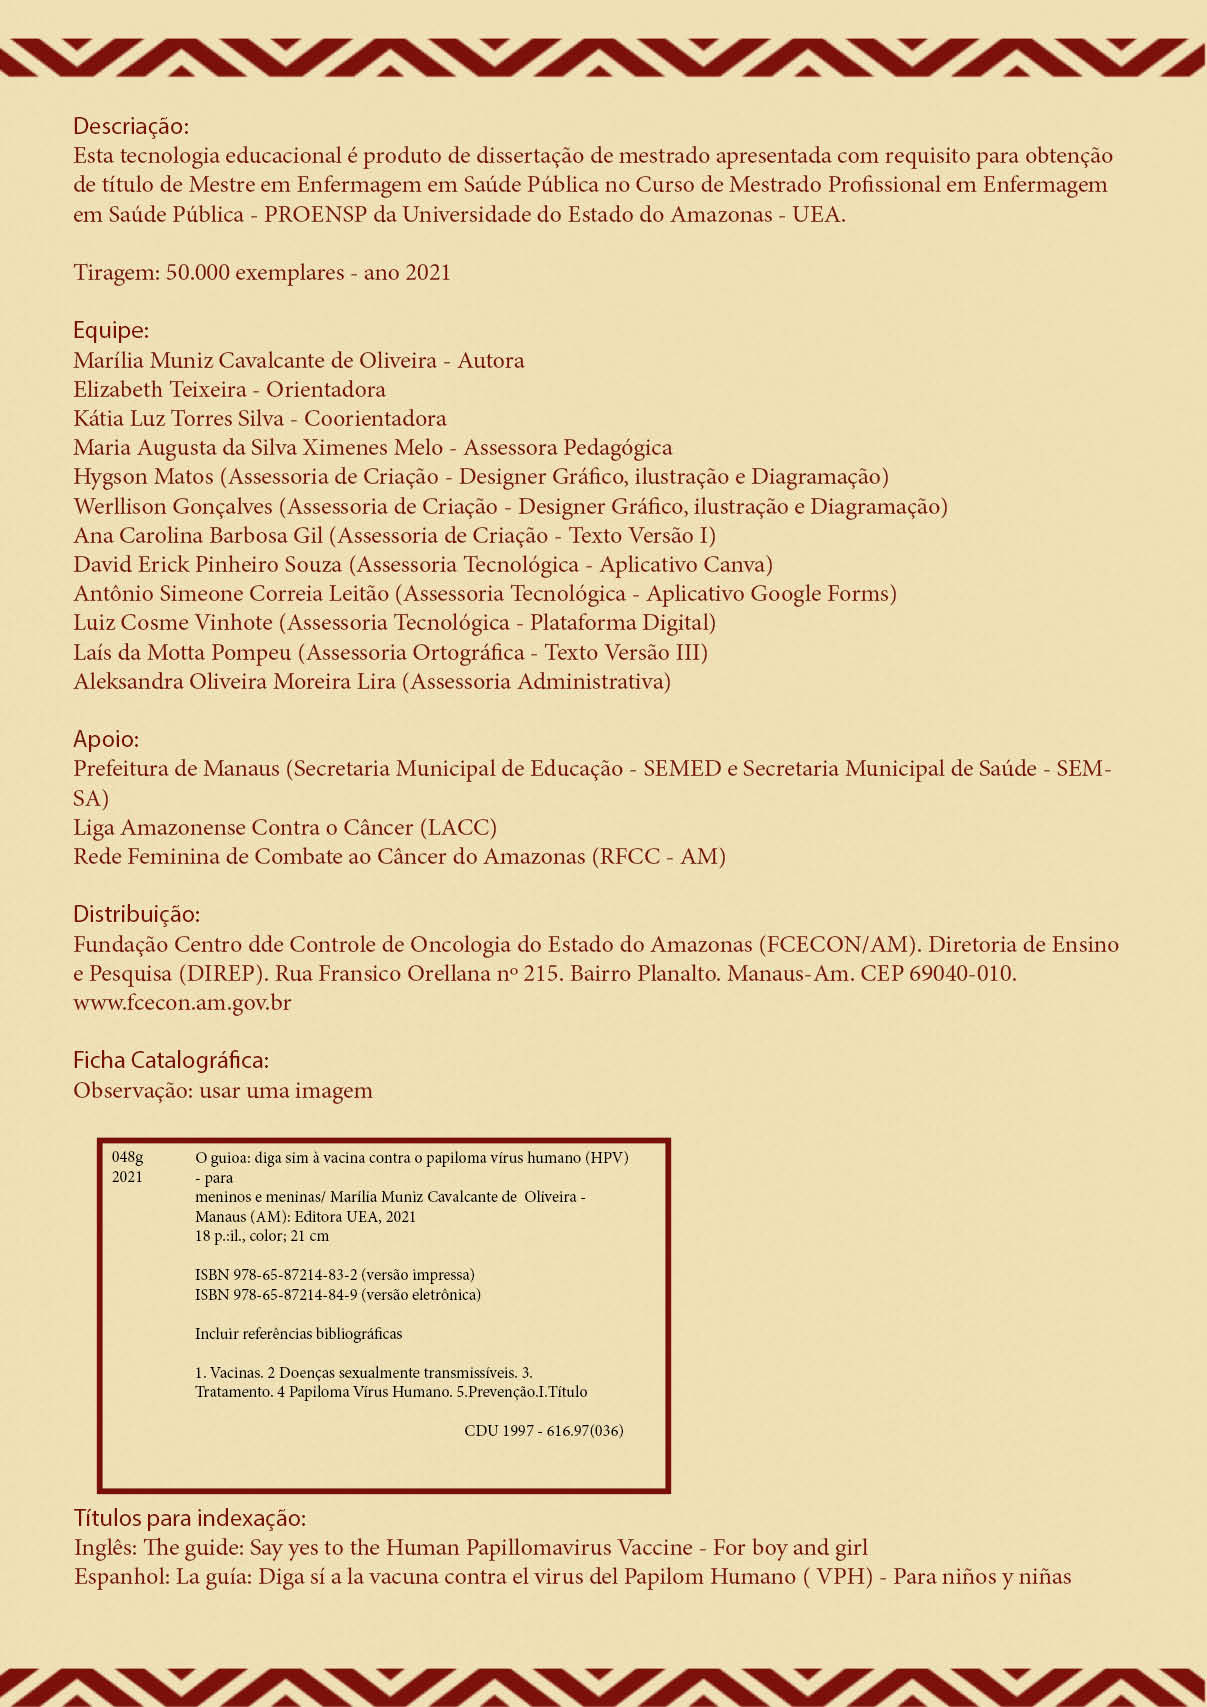 Descriação:
Esta tecnologia educacional é produto de dissertação de mestrado apresentada com requisito para obtenção
de título de Mestre em Enfermagem em Saúde Pública no Curso de Mestrado Profissional em Enfermagem
em Saúde Pública - PROENSP da Universidade do Estado do Amazonas - UEA.
Tiragem: 50.000 exemplares - ano 2021
Equipe:
Marília Muniz Cavalcante de Oliveira - Autora
Elizabeth Teixeira - Orientadora
Kátia Luz Torres Silva - Coorientadora
Maria Augusta da Silva Ximenes Melo - Assessora Pedagógica
Hygson Matos (Assessoria de Criação - Designer Gráfico, ilustração e Diagramação)
Werllison Gonçalves (Assessoria de Criação - Designer Gráfico, ilustração e Diagramação)
Ana Carolina Barbosa Gil (Assessoria de Criação - Texto Versão I)
David Erick Pinheiro Souza (Assessoria Tecnológica - Aplicativo Canva)
Antônio Simeone Correia Leitão (Assessoria Tecnológica - Aplicativo Google Forms)
Luiz Cosme Vinhote (Assessoria Tecnológica - Plataforma Digital)
Laís da Motta Pompeu (Assessoria Ortográfica - Texto Versão III)
Aleksandra Oliveira Moreira Lira (Assessoria Administrativa)
Apoio:
Prefeitura de Manaus (Secretaria Municipal de Educação - SEMED e Secretaria Municipal de Saúde - SEM-
SA)
Liga Amazonense Contra o Câncer (LACC)
Rede Feminina de Combate ao Câncer do Amazonas (RFCC - AM)
Distribuição:
Fundação Centro dde Controle de Oncologia do Estado do Amazonas (FCECON/AM). Diretoria de Ensino
e Pesquisa (DIREP). Rua Fransico Orellana nº 215. Bairro Planalto. Manaus-Am. CEP 69040-010.
www.fcecon.am.gov.br
Ficha Catalográfica:
Observação: usar uma imagem
048g O guioa: diga sim à vacina contra o papiloma vírus humano (HPV)
2021 - para
meninos e meninas/ Marília Muniz Cavalcante de Oliveira -
Manaus (AM): Editora UEA, 2021
18 p.:il., color; 21 cm
ISBN 978-65-87214-83-2 (versão impressa)
ISBN 978-65-87214-84-9 (versão eletrônica)
Incluir referências bibliográficas
1. Vacinas. 2 Doenças sexualmente transmissíveis. 3.
Tratamento. 4 Papiloma Vírus Humano. 5.Prevenção.I.Título
CDU 1997 - 616.97(036)
Títulos para indexação:
Inglês: The guide: Say yes to the Human Papillomavirus Vaccine - For boy and girl
Espanhol: La guía: Diga sí a la vacuna contra el virus del Papilom Humano ( VPH) - Para niños y niñas